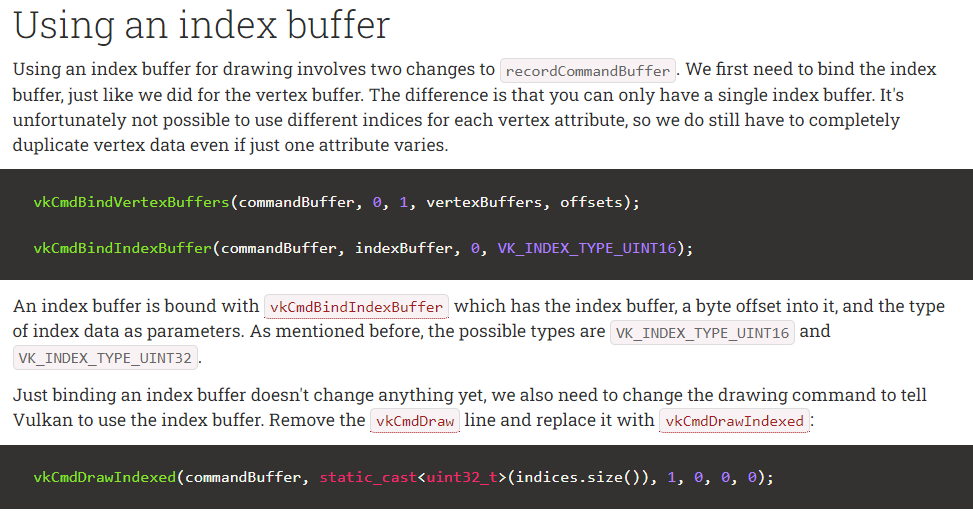 Using an index buffer
Using an index buffer for drawing involves two changes to recordCommandBuffer. We first need to bind the index
buffer, just like we did for the vertex buffer. The difference is that you can only have a single index buffer. It's
unfortunately not possible to use different indices for each vertex attribute, so we do still have to completely
duplicate vertex data even if just one attribute varies.
vkCmdBindVertexBuffers(commandBuffer, 0, 1, vertexBuffers, offsets);
vkCmdBindIndexBuffer(commandBuffer, indexBuffer, 0, VK_INDEX_TYPE_UINT16);
An index buffer is bound with vkCmdBindIndexBuffer which has the index buffer, a byte offset into it, and the type
of index data as parameters. As mentioned before, the possible types are VK_INDEX_TYPE_UINT16 and
VK_INDEX_TYPE_UINT32.
Just binding an index buffer doesn't change anything yet, we also need to change the drawing command to tell
Vulkan to use the index buffer. Remove the vkCmdDraw line and replace it with vkCmdDrawIndexed:
vkCmdDrawIndexed(commandBuffer, static_cast<uint32_t>(indices.size()), 1, 0, 0, 0);